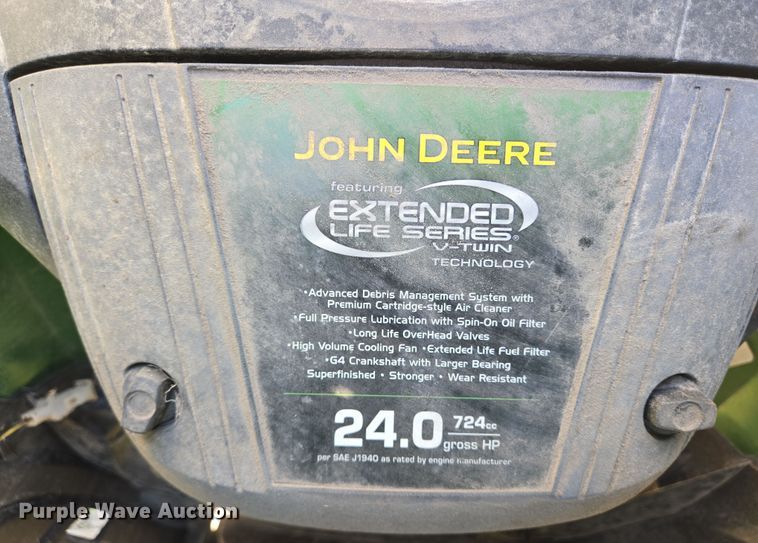 JOHN DEERE
featuring
EXTENDED
LIFE SERIES®
V-TWIN
TECHNOLOGY
•Advanced Debris Management System with
Premium Cartridge-style Air Cleaner
•Full Pressure Lubrication with Spin-On Oil Filter
•Long Life OverHead Valves
•High Volume Cooling Fan •Extended Life Fuel Filter
•G4 Crankshaft with Larger Bearing
Superfinished • Stronger • Wear Resistant
24.0 724cc
gross HP
per SAE J1940 as rated by engine manufacturer
Purple Wave Auction